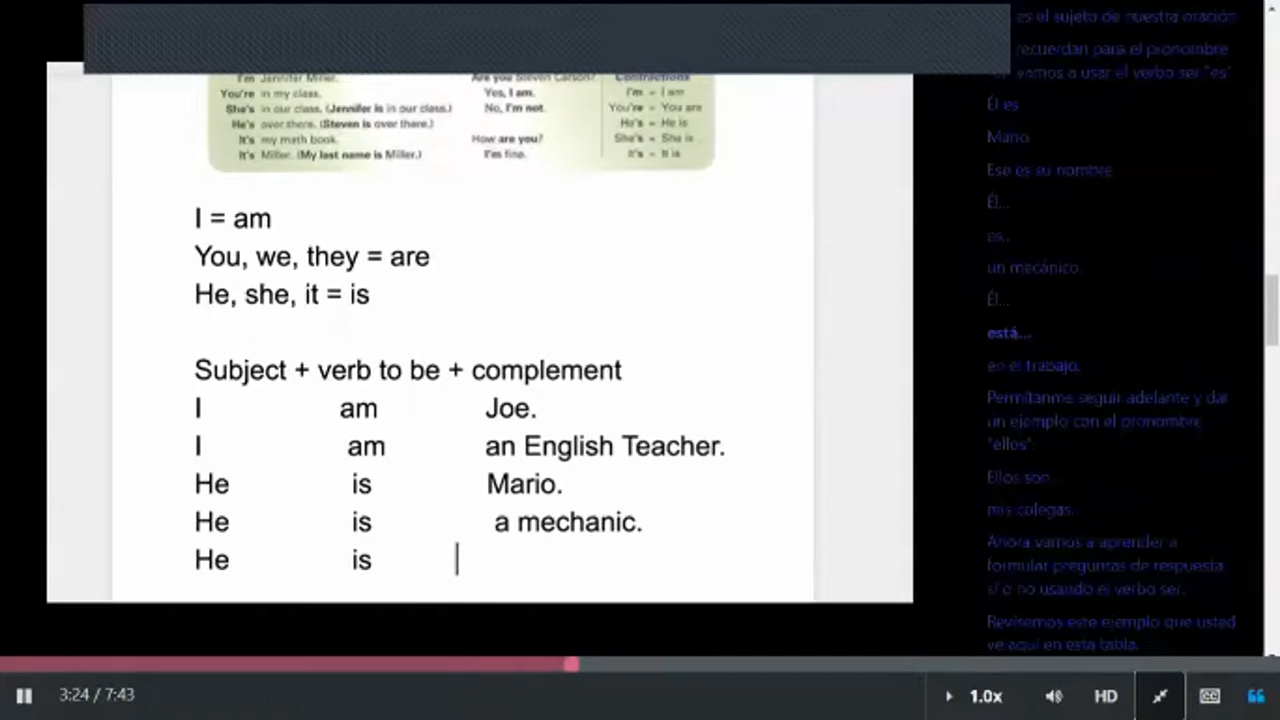 I'm Jennifer Miller.
You're in my class.
She's in our class. (Jennifer is in our class.)
He's over there. (Steven is over there.)
It's my math book.
It's Miller. (My last name is Miller.)
Are you Steven Carson?
Yes, I am.
No, I'm not.
How are you?
I'm fine.
Contractions
I'm = I am
You're = You are
He's = He is
She's = She is
It's = It is
I = am
You, we, they = are
He, she, it = is
Subject + verb to be + complement
I am Joe.
I am an English Teacher.
He is Mario.
He is a mechanic.
He is
es el sujeto de nuestra oración
recuerdan para el pronombre
vamos a usar el verbo ser "es"
Él es
Mario
Ese es su nombre
Él...
es..
un mecánico.
Él...
está...
en el trabajo.
Permítanme seguir adelante y dar
un ejemplo con el pronombre
"ellos".
Ellos son
mis colegas.
Ahora vamos a aprender a
formular preguntas de respuesta
sí o no usando el verbo ser.
Revisemos este ejemplo que usted
ve aquí en esta tabla.
3:24 / 7:43
1.0x
HD
CC